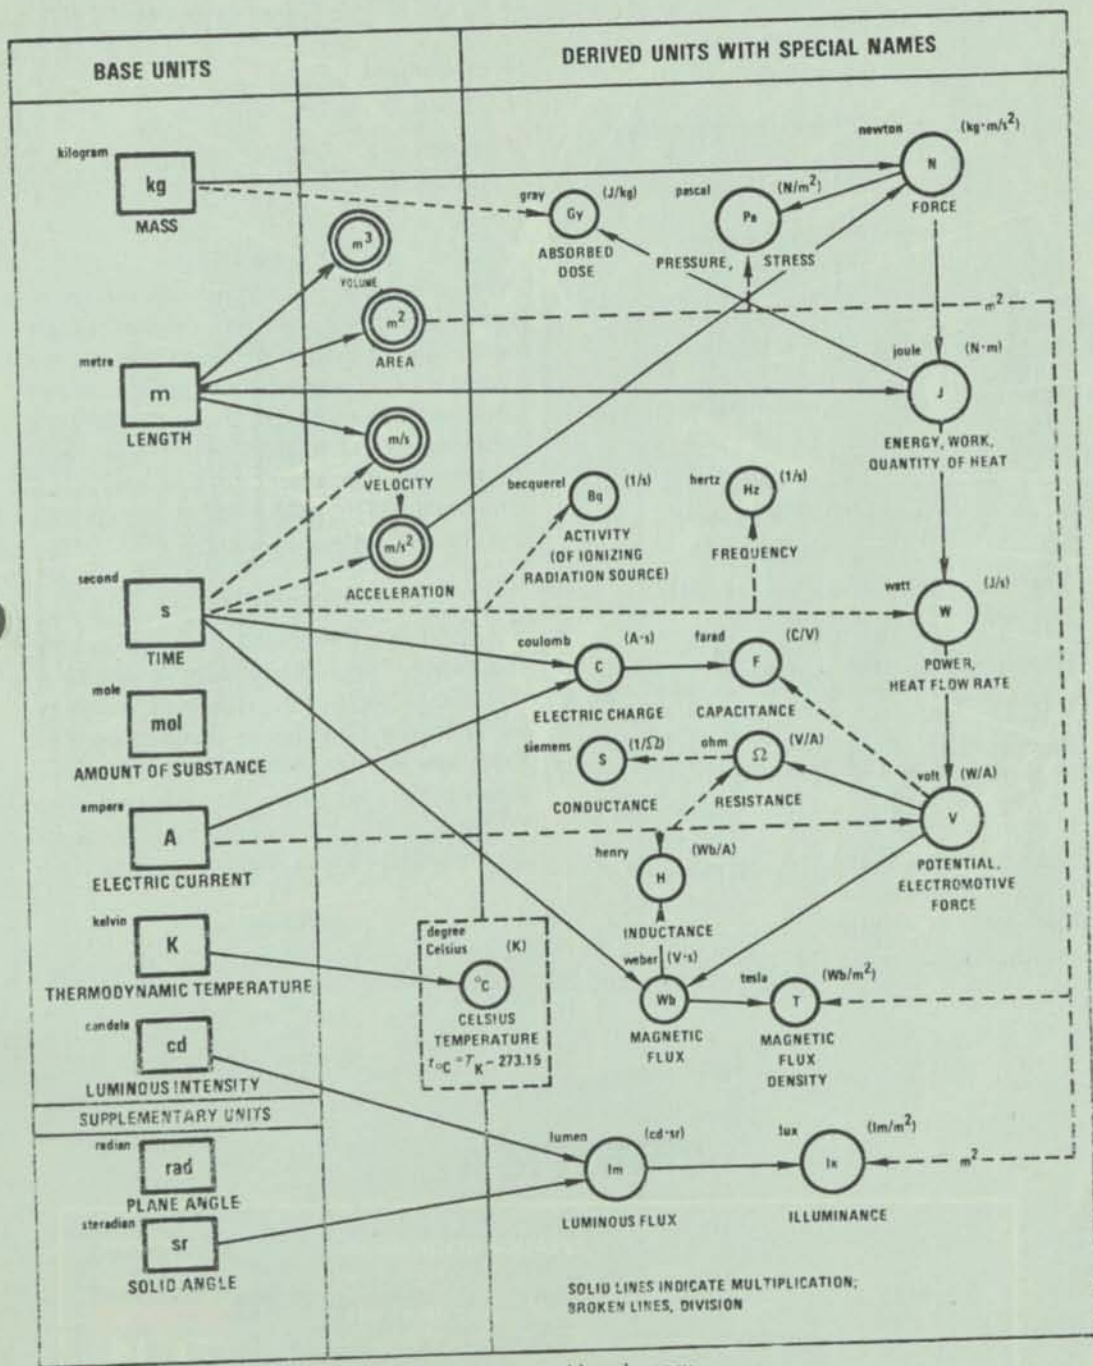 BASE UNITS
DERIVED UNITS WITH SPECIAL NAMES
kilogram
kg
MASS
newton
(kg·m/s²)
N
FORCE
gray
(J/kg)
Gy
ABSORBED
DOSE
pascal
(N/m²)
Pa
PRESSURE, STRESS
m³
VOLUME
m²
AREA
m²
metre
m
LENGTH
joule
(N·m)
J
ENERGY, WORK,
QUANTITY OF HEAT
m/s
VELOCITY
becquerel
(1/s)
Bq
ACTIVITY
(OF IONIZING
RADIATION SOURCE)
hertz
(1/s)
Hz
FREQUENCY
m/s²
ACCELERATION
second
s
TIME
watt
(J/s)
W
POWER,
HEAT FLOW RATE
coulomb
(A·s)
C
ELECTRIC CHARGE
farad
(C/V)
F
CAPACITANCE
mole
mol
AMOUNT OF SUBSTANCE
siemens
(1/Ω)
S
CONDUCTANCE
ohm
(V/A)
Ω
RESISTANCE
volt
(W/A)
V
POTENTIAL,
ELECTROMOTIVE
FORCE
ampere
A
ELECTRIC CURRENT
henry
(Wb/A)
H
INDUCTANCE
kelvin
K
THERMODYNAMIC TEMPERATURE
degree
Celsius
(K)
°C
CELSIUS
TEMPERATURE
t°C = TK − 273.15
weber
(V·s)
Wb
MAGNETIC
FLUX
tesla
(Wb/m²)
T
MAGNETIC
FLUX
DENSITY
candela
cd
LUMINOUS INTENSITY
SUPPLEMENTARY UNITS
radian
rad
PLANE ANGLE
lumen
(cd·sr)
lm
LUMINOUS FLUX
lux
(lm/m²)
lx
ILLUMINANCE
m²
steradian
sr
SOLID ANGLE
SOLID LINES INDICATE MULTIPLICATION;
BROKEN LINES, DIVISION